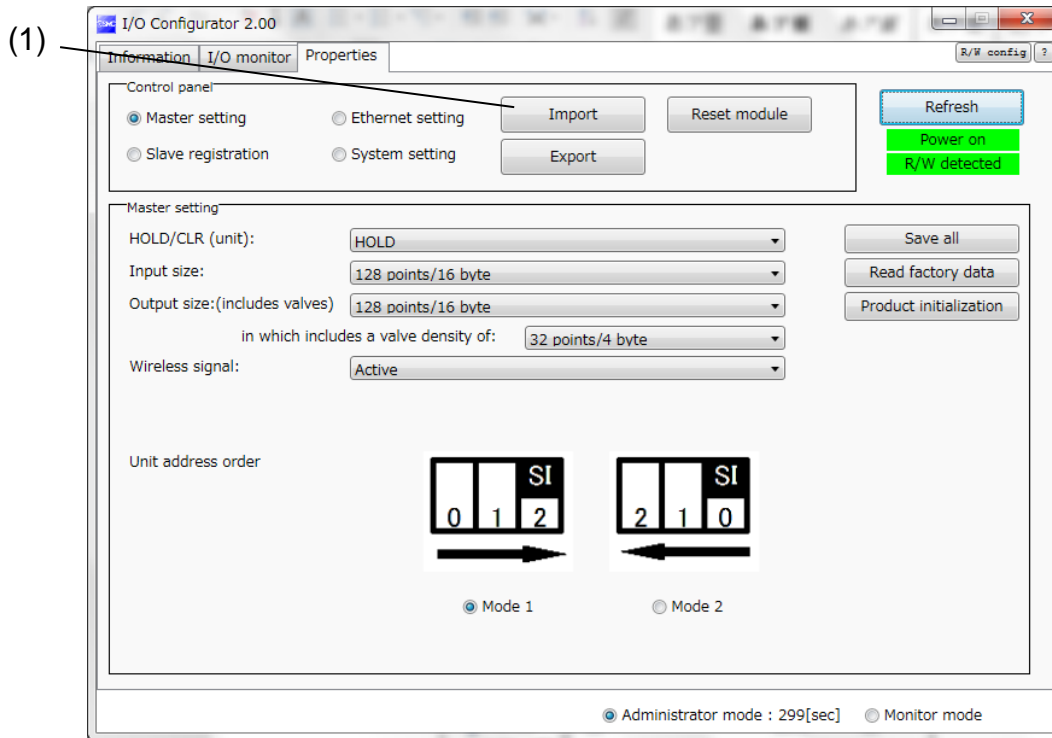 (1)
I/O Configurator 2.00
Information I/O monitor Properties R/W config ?
Control panel
Master setting Ethernet setting Import Reset module Refresh
Power on
Slave registration System setting Export R/W detected
Master setting
HOLD/CLR (unit): HOLD Save all
Input size: 128 points/16 byte Read factory data
Output size:(includes valves) 128 points/16 byte Product initialization
in which includes a valve density of: 32 points/4 byte
Wireless signal: Active
Unit address order
SI SI
0 1 2 2 1 0
Mode 1 Mode 2
Administrator mode : 299[sec] Monitor mode